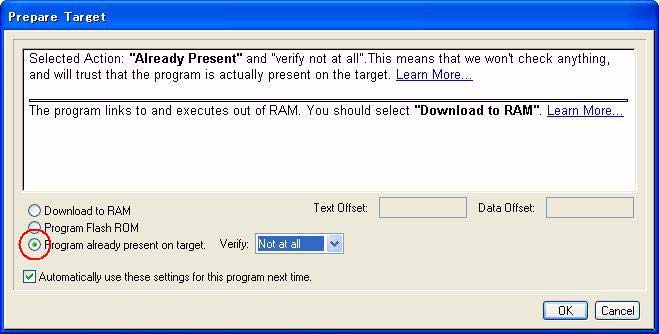 Prepare Target
Selected Action: "Already Present" and "verify not at all".This means that we won't check anything,
and will trust that the program is actually present on the target. Learn More...
The program links to and executes out of RAM. You should select "Download to RAM". Learn More...
Download to RAM
Text Offset:
Data Offset:
Program Flash ROM
Program already present on target.
Verify:
Not at all
Automatically use these settings for this program next time.
OK
Cancel